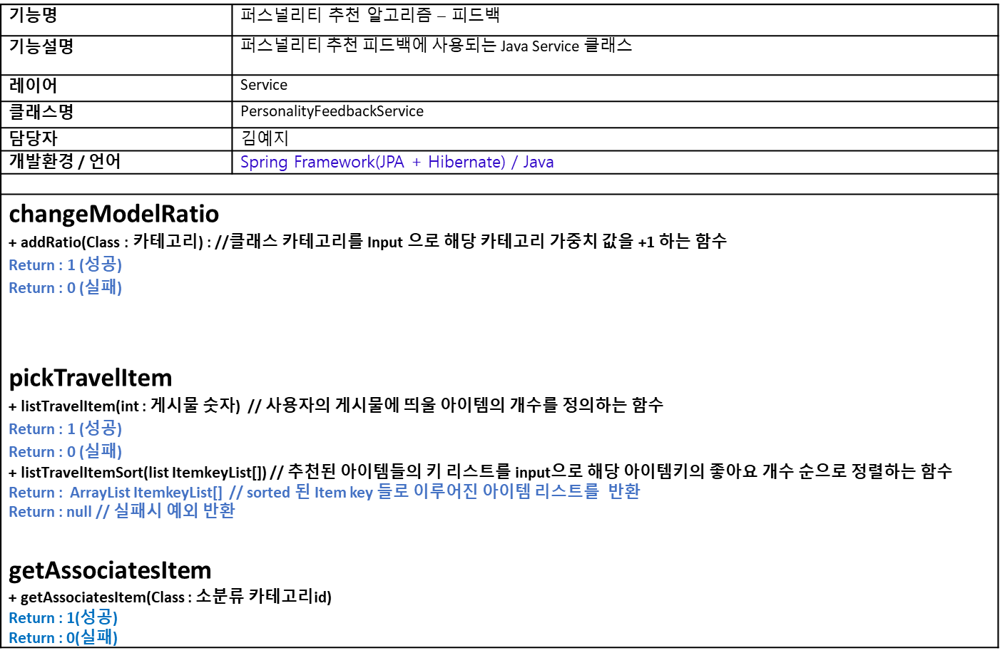 기능명 퍼스널리티 추천 알고리즘 – 피드백
기능설명 퍼스널리티 추천 피드백에 사용되는 Java Service 클래스
레이어 Service
클래스명 PersonalityFeedbackService
담당자 김예지
개발환경 / 언어 Spring Framework(JPA + Hibernate) / Java
changeModelRatio
+ addRatio(Class : 카테고리) : //클래스 카테고리를 Input 으로 해당 카테고리 가중치 값을 +1 하는 함수
Return : 1 (성공)
Return : 0 (실패)
pickTravelItem
+ listTravelItem(int : 게시물 숫자) // 사용자의 게시물에 띄울 아이템의 개수를 정의하는 함수
Return : 1 (성공)
Return : 0 (실패)
+ listTravelItemSort(list ItemkeyList[]) // 추천된 아이템들의 키 리스트를 input으로 해당 아이템키의 좋아요 개수 순으로 정렬하는 함수
Return : ArrayList ItemkeyList[] // sorted 된 Item key 들로 이루어진 아이템 리스트를 반환
Return : null // 실패시 예외 반환
getAssociatesItem
+ getAssociatesItem(Class : 소분류 카테고리id)
Return : 1(성공)
Return : 0(실패)